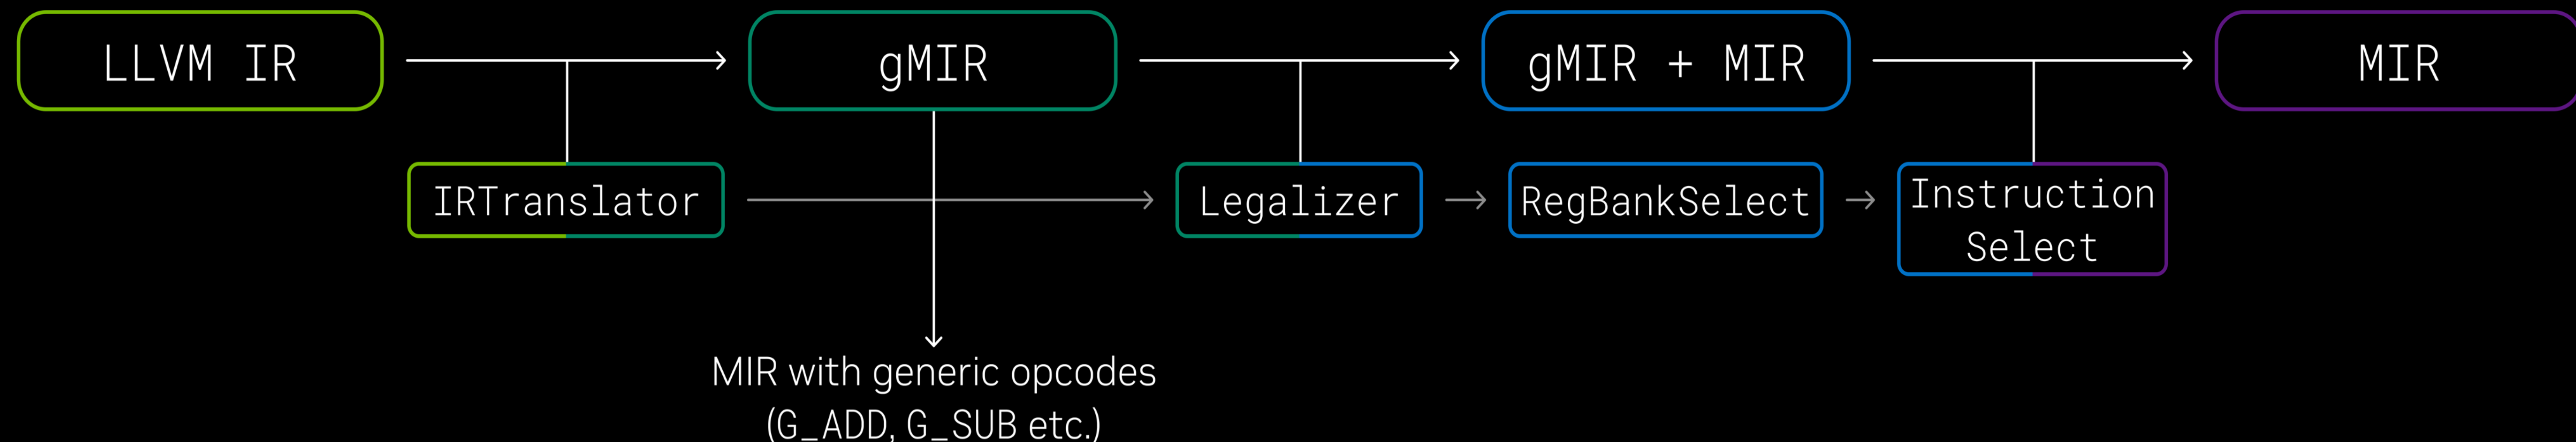 LLVM IR
gMIR
gMIR + MIR
MIR
IRTranslator
Legalizer
RegBankSelect
Instruction
Select
MIR with generic opcodes
(G_ADD, G_SUB etc.)